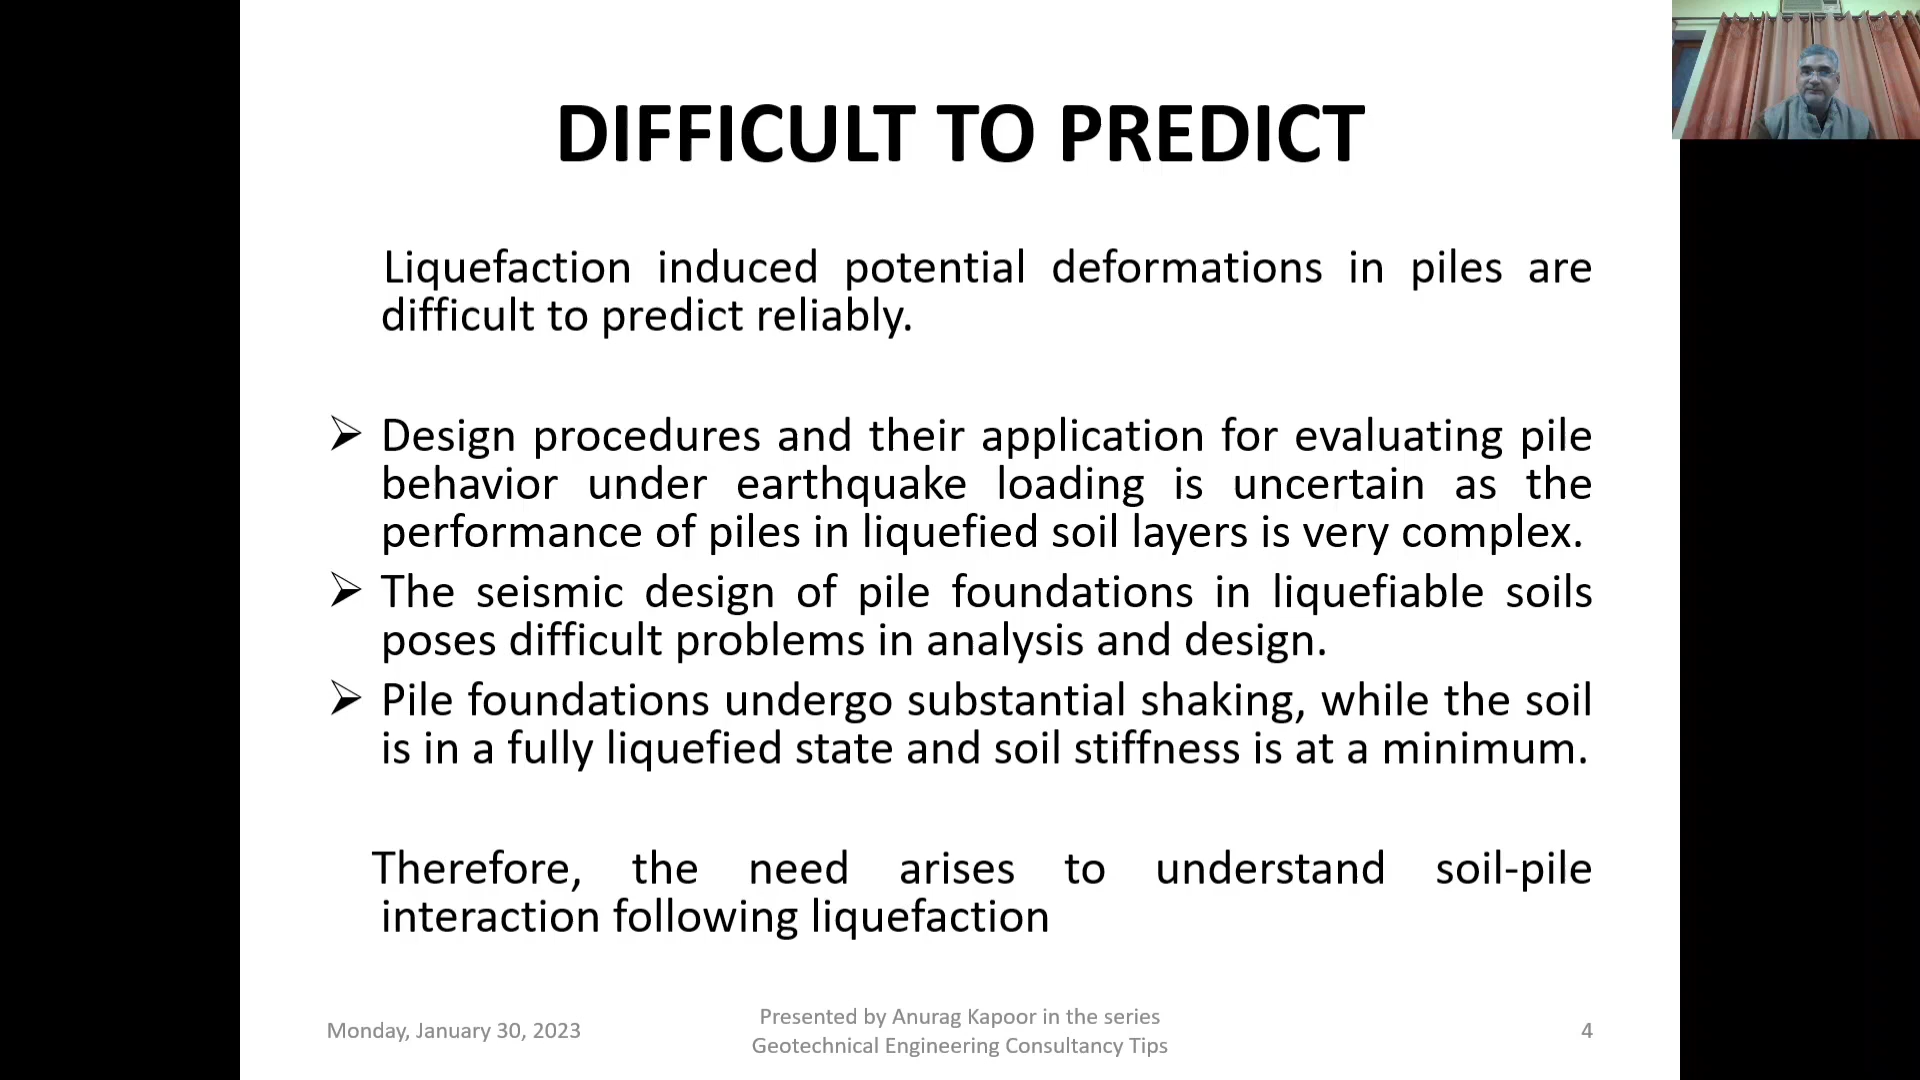 DIFFICULT TO PREDICT
Liquefaction induced potential deformations in piles are
difficult to predict reliably.
➢ Design procedures and their application for evaluating pile
behavior under earthquake loading is uncertain as the
performance of piles in liquefied soil layers is very complex.
➢ The seismic design of pile foundations in liquefiable soils
poses difficult problems in analysis and design.
➢ Pile foundations undergo substantial shaking, while the soil
is in a fully liquefied state and soil stiffness is at a minimum.
Therefore, the need arises to understand soil-pile
interaction following liquefaction
Monday, January 30, 2023
Presented by Anurag Kapoor in the series
Geotechnical Engineering Consultancy Tips
4